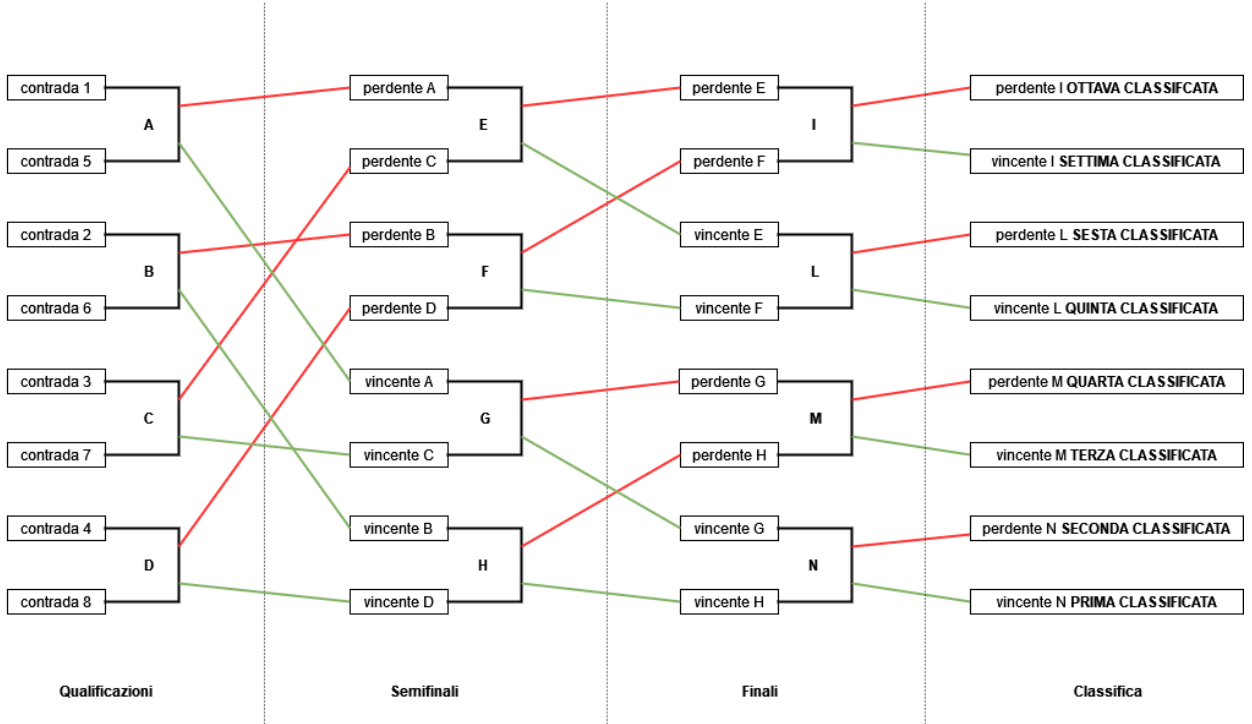 contrada 1
A
contrada 5
contrada 2
B
contrada 6
contrada 3
C
contrada 7
contrada 4
D
contrada 8
Qualificazioni
perdente A
E
perdente C
perdente B
F
perdente D
vincente A
G
vincente C
vincente B
H
vincente D
Semifinali
perdente E
I
perdente F
vincente E
L
vincente F
perdente G
M
perdente H
vincente G
N
vincente H
Finali
perdente I OTTAVA CLASSIFCATA
vincente I SETTIMA CLASSIFICATA
perdente L SESTA CLASSIFICATA
vincente L QUINTA CLASSIFICATA
perdente M QUARTA CLASSIFICATA
vincente M TERZA CLASSIFICATA
perdente N SECONDA CLASSIFICATA
vincente N PRIMA CLASSIFICATA
Classifica